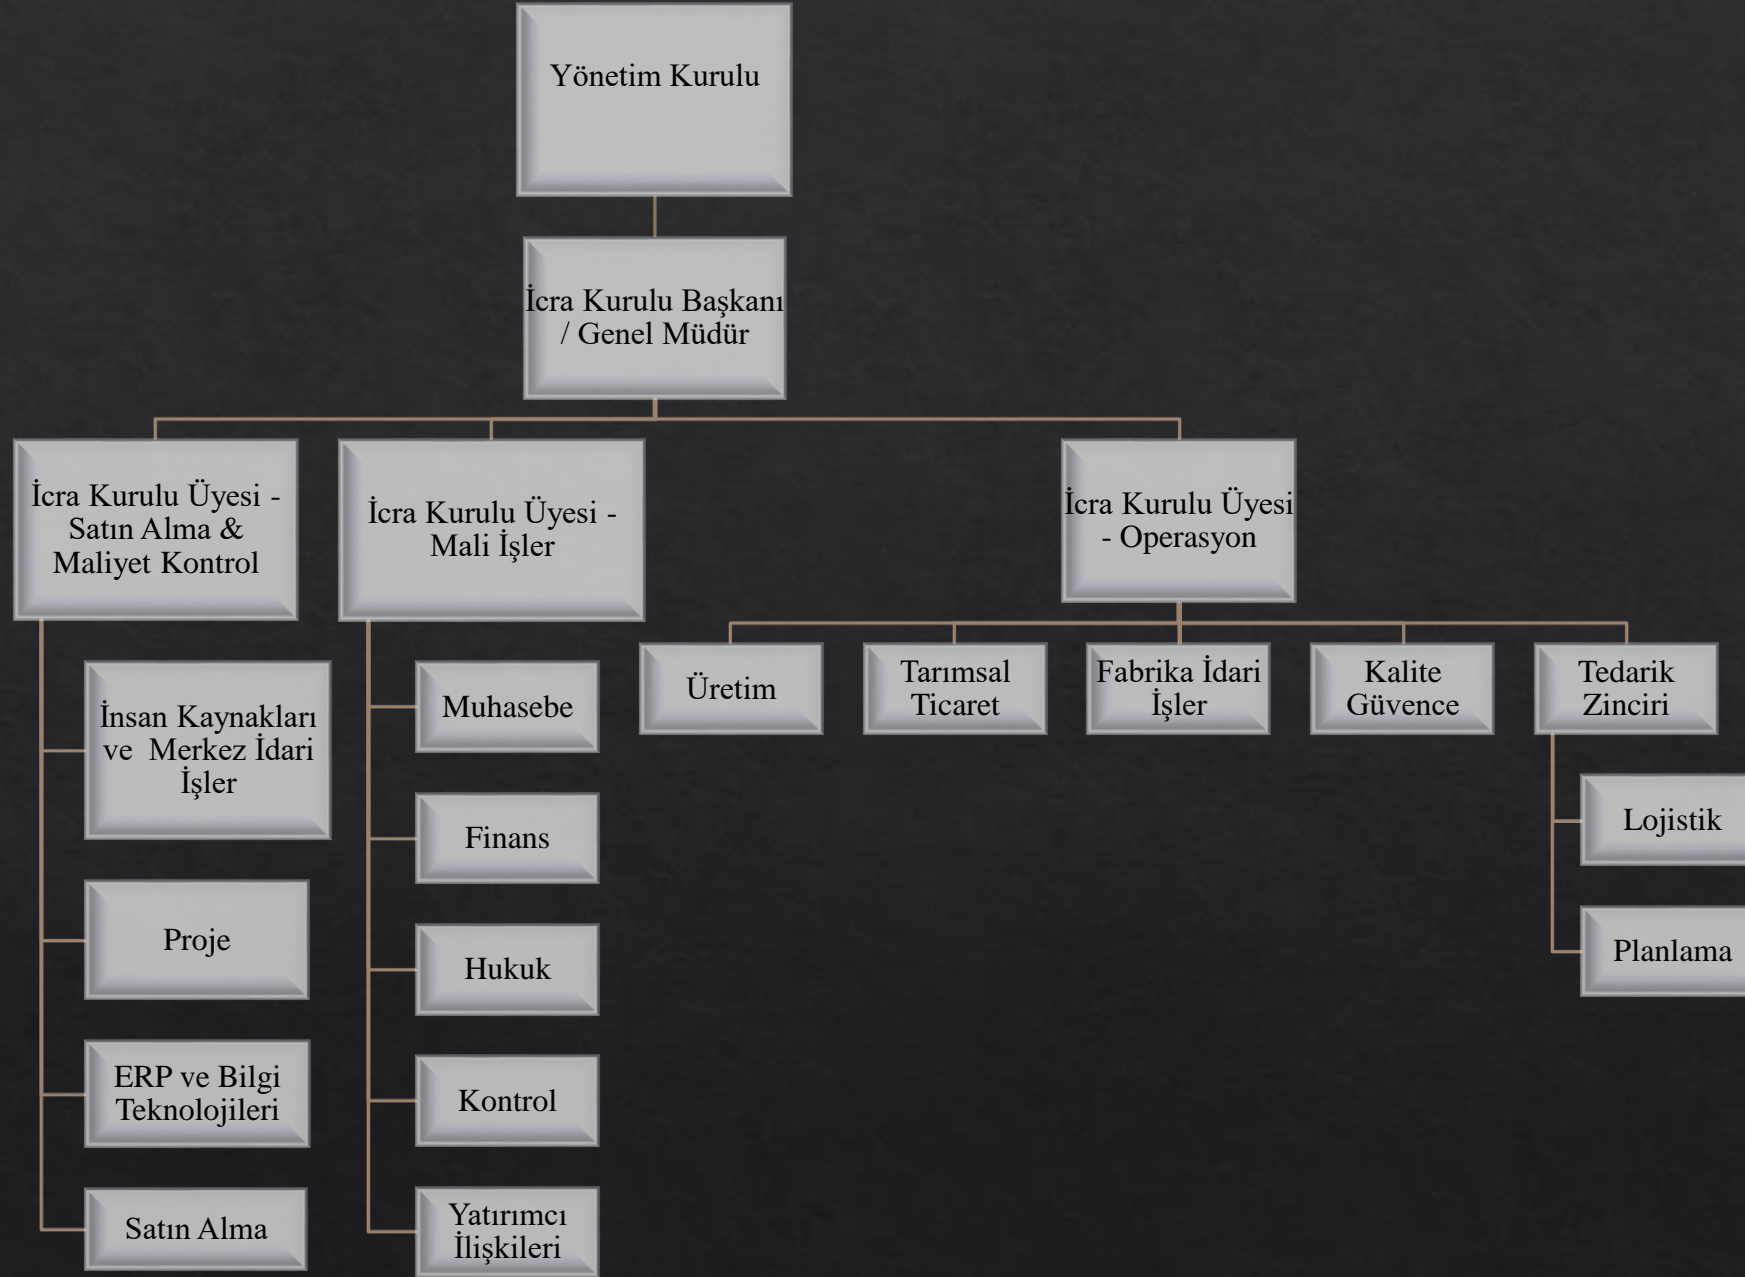 Yönetim Kurulu
İcra Kurulu Başkanı
/ Genel Müdür
İcra Kurulu Üyesi -
Satın Alma &
Maliyet Kontrol
İcra Kurulu Üyesi -
Mali İşler
İcra Kurulu Üyesi
- Operasyon
İnsan Kaynakları
ve Merkez İdari
İşler
Proje
ERP ve Bilgi
Teknolojileri
Satın Alma
Muhasebe
Finans
Hukuk
Kontrol
Yatırımcı
İlişkileri
Üretim
Tarımsal
Ticaret
Fabrika İdari
İşler
Kalite
Güvence
Tedarik
Zinciri
Lojistik
Planlama